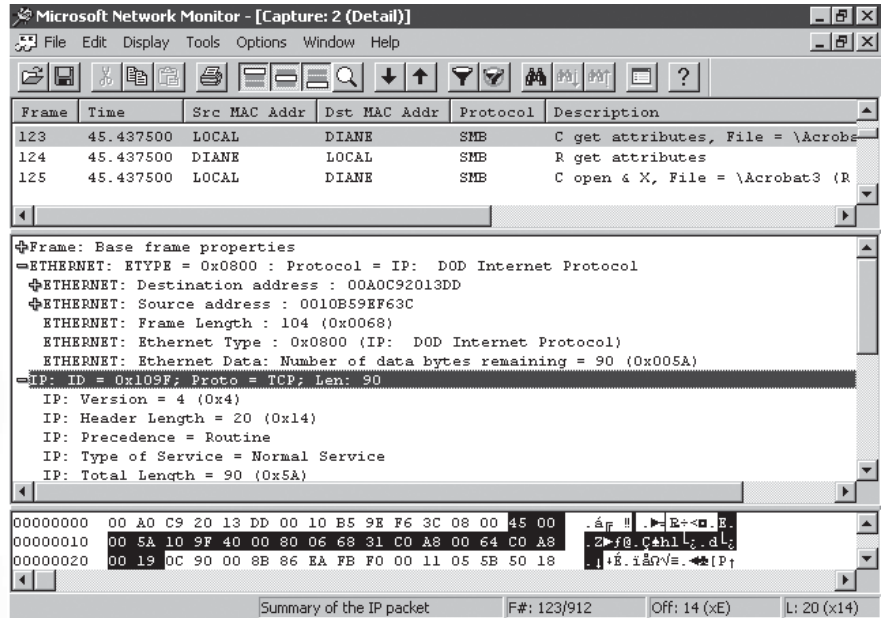 Microsoft Network Monitor - [Capture: 2 (Detail)]
File Edit Display Tools Options Window Help
Frame Time Src MAC Addr Dst MAC Addr Protocol Description
123 45.437500 LOCAL DIANE SMB C get attributes, File = \Acroba
124 45.437500 DIANE LOCAL SMB R get attributes
125 45.437500 LOCAL DIANE SMB C open & X, File = \Acrobat3 (R
Frame: Base frame properties
ETHERNET: ETYPE = 0x0800 : Protocol = IP: DOD Internet Protocol
ETHERNET: Destination address : 00A0C92013DD
ETHERNET: Source address : 0010B59EF63C
ETHERNET: Frame Length : 104 (0x0068)
ETHERNET: Ethernet Type : 0x0800 (IP: DOD Internet Protocol)
ETHERNET: Ethernet Data: Number of data bytes remaining = 90 (0x005A)
IP: ID = 0x109F; Proto = TCP; Len: 90
IP: Version = 4 (0x4)
IP: Header Length = 20 (0x14)
IP: Precedence = Routine
IP: Type of Service = Normal Service
IP: Total Length = 90 (0x5A)
00000000 00 A0 C9 20 13 DD 00 10 B5 9E F6 3C 08 00 45 00
00000010 00 5A 10 9F 40 00 80 06 68 31 C0 A8 00 64 C0 A8
00000020 00 19 0C 90 00 8B 86 EA FB F0 00 11 05 5B 50 18
Summary of the IP packet F#: 123/912 Off: 14 (xE) L: 20 (x14)